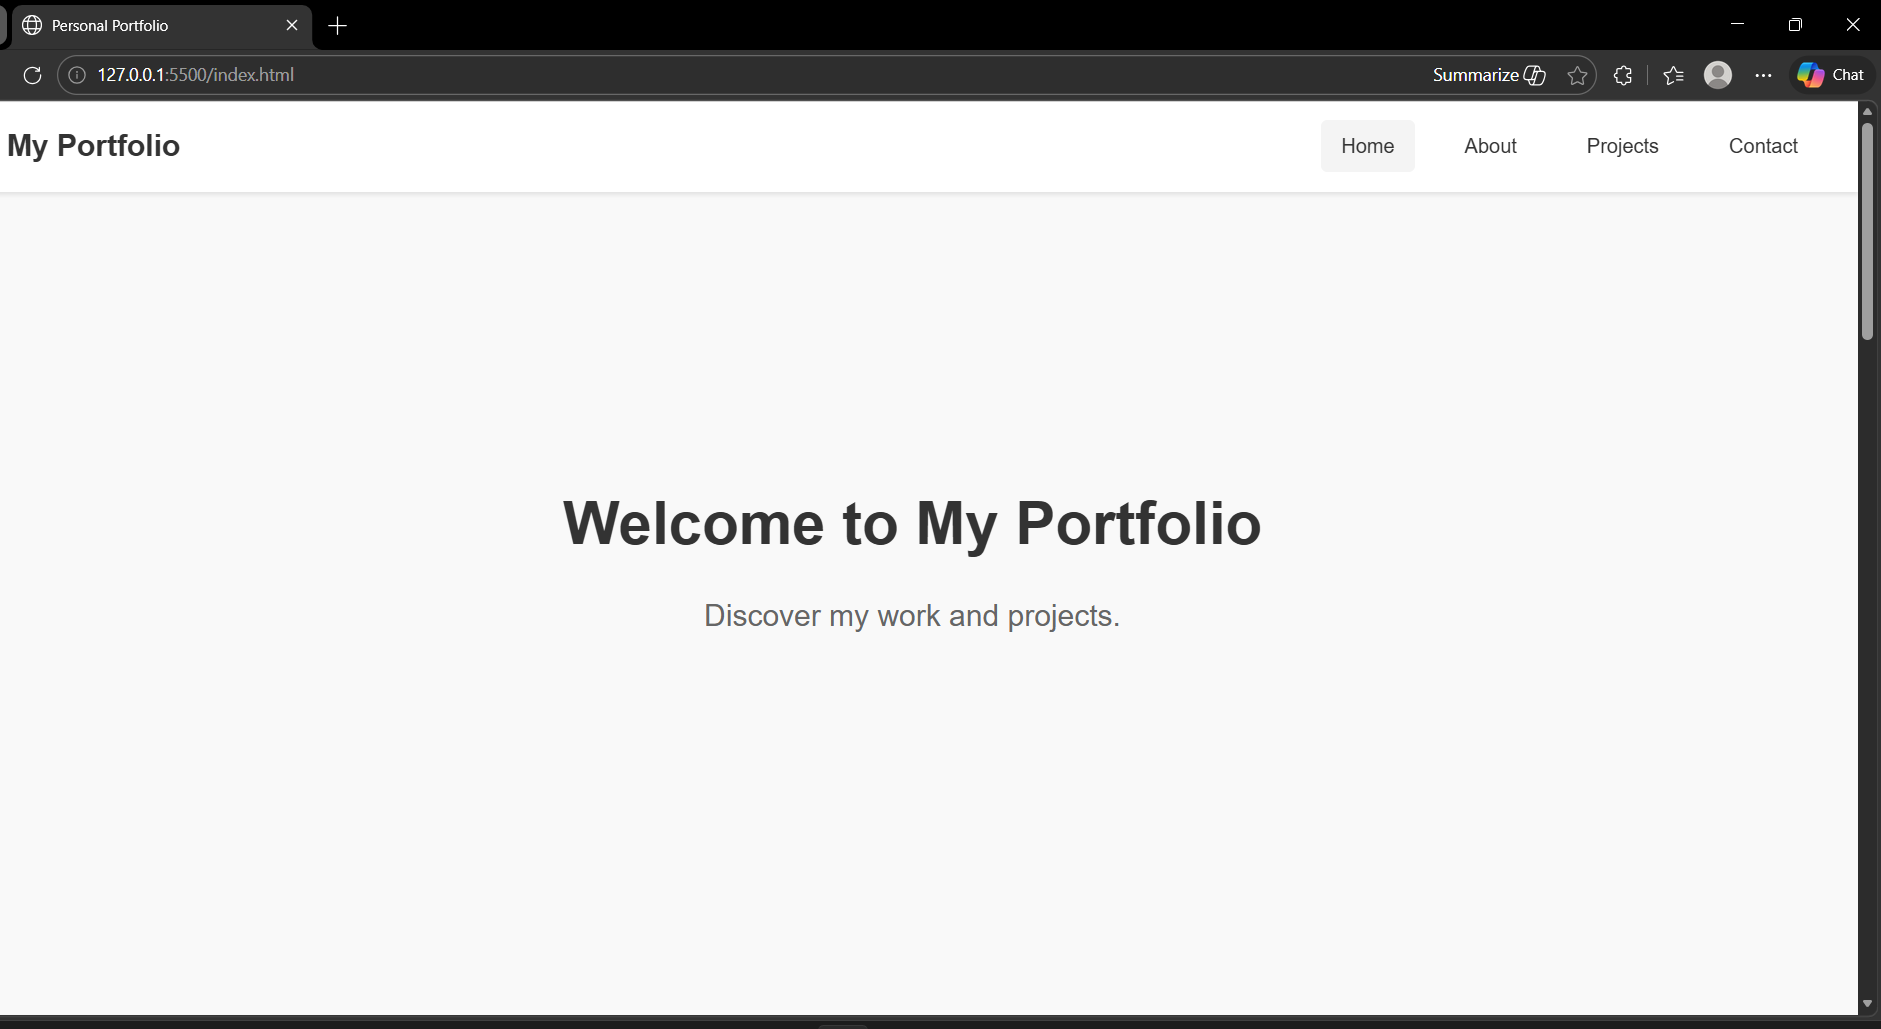 Personal Portfolio
127.0.0.1:5500/index.html
Summarize
Chat
My Portfolio
Home
About
Projects
Contact
Welcome to My Portfolio
Discover my work and projects.